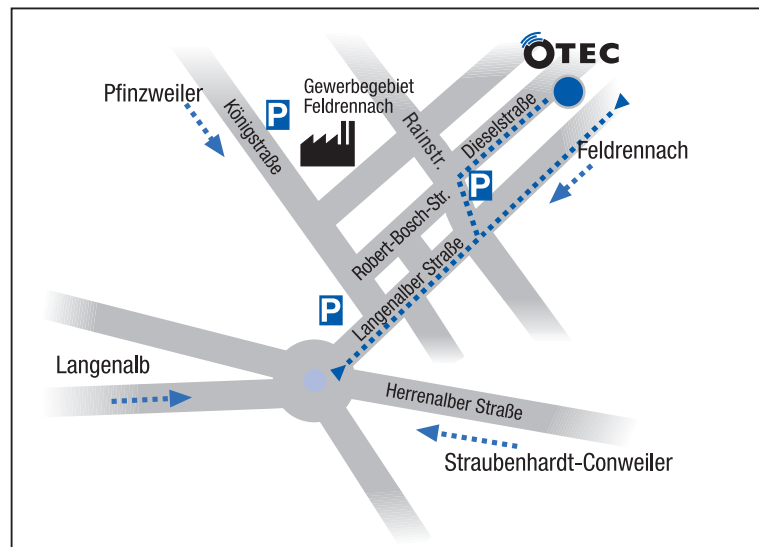 OTEC
Pfinzweiler
P
Gewerbegebiet
Feldrennach
Königstraße
Rainstr.
Dieselstraße
Feldrennach
P
Robert-Bosch-Str.
Langenalber Straße
P
Langenalb
Herrenalber Straße
Straubenhardt-Conweiler